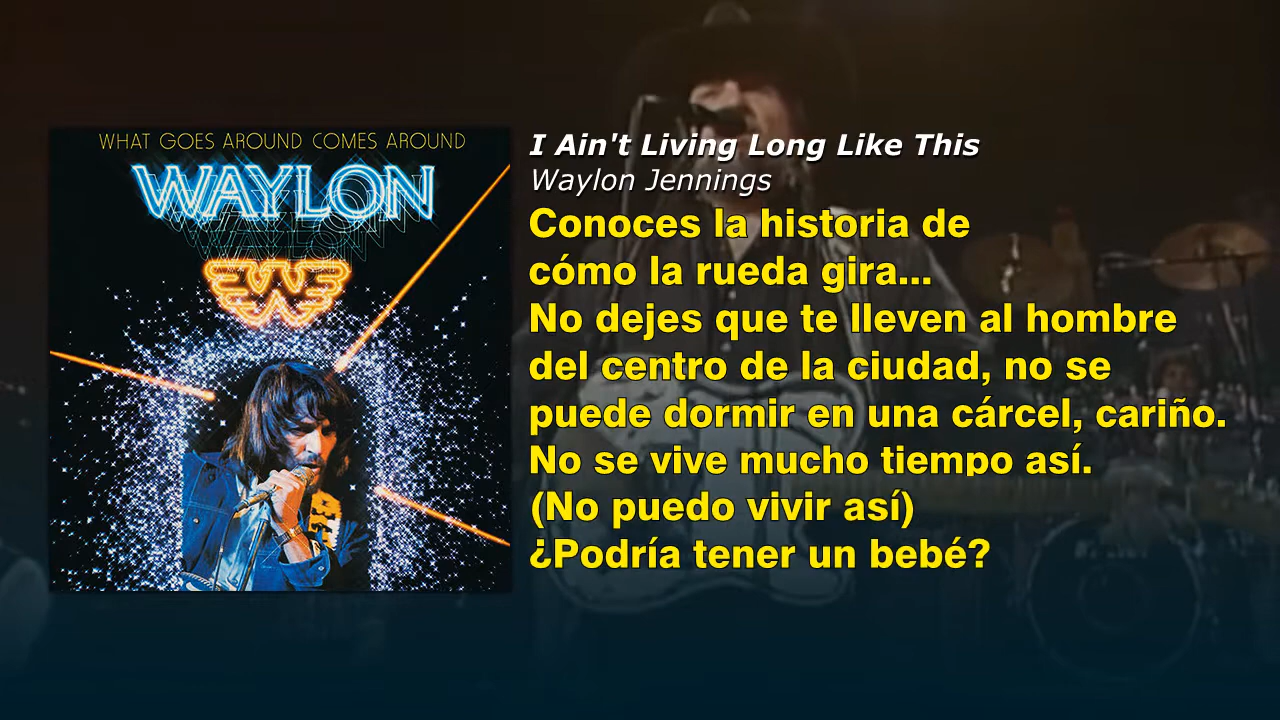 WHAT GOES AROUND COMES AROUND
WAYLON
I Ain't Living Long Like This
Waylon Jennings
Conoces la historia de
cómo la rueda gira...
No dejes que te lleven al hombre
del centro de la ciudad, no se
puede dormir en una cárcel, cariño.
No se vive mucho tiempo así.
(No puedo vivir así)
¿Podría tener un bebé?